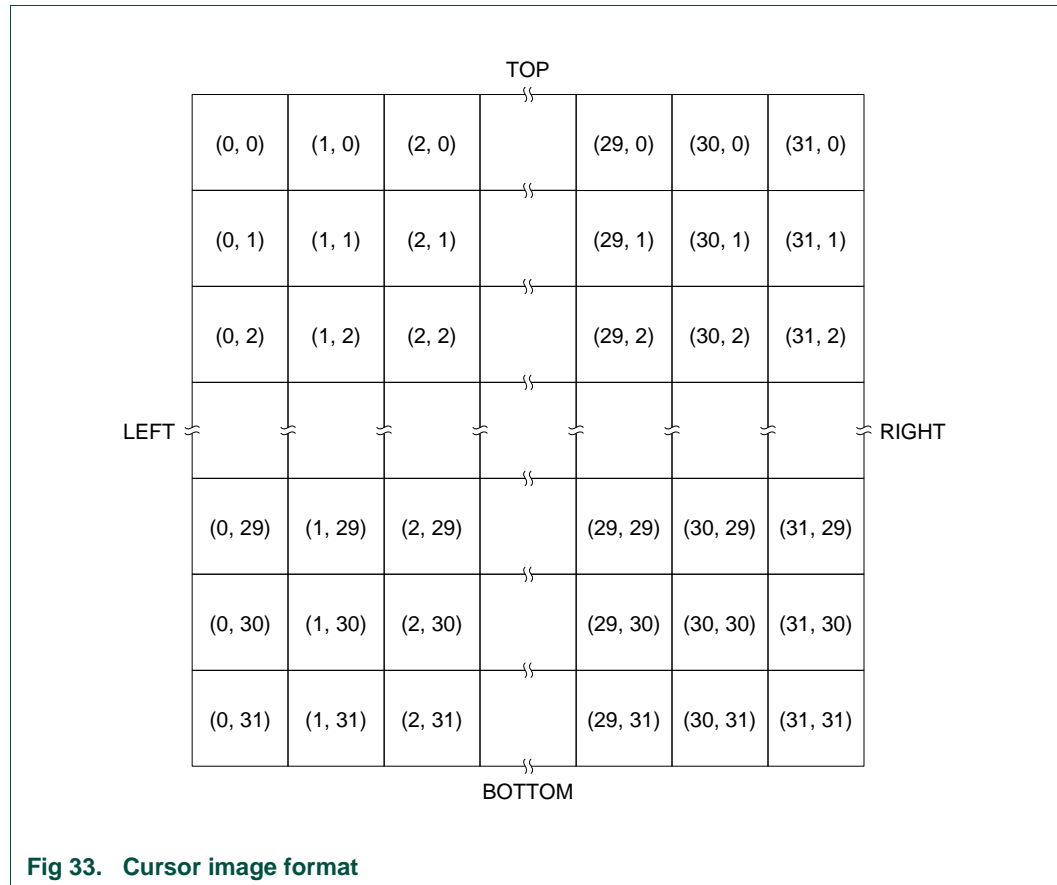 TOP
(0, 0) (1, 0) (2, 0) (29, 0) (30, 0) (31, 0)
(0, 1) (1, 1) (2, 1) (29, 1) (30, 1) (31, 1)
(0, 2) (1, 2) (2, 2) (29, 2) (30, 2) (31, 2)
LEFT RIGHT
(0, 29) (1, 29) (2, 29) (29, 29) (30, 29) (31, 29)
(0, 30) (1, 30) (2, 30) (29, 30) (30, 30) (31, 30)
(0, 31) (1, 31) (2, 31) (29, 31) (30, 31) (31, 31)
BOTTOM
Fig 33. Cursor image format